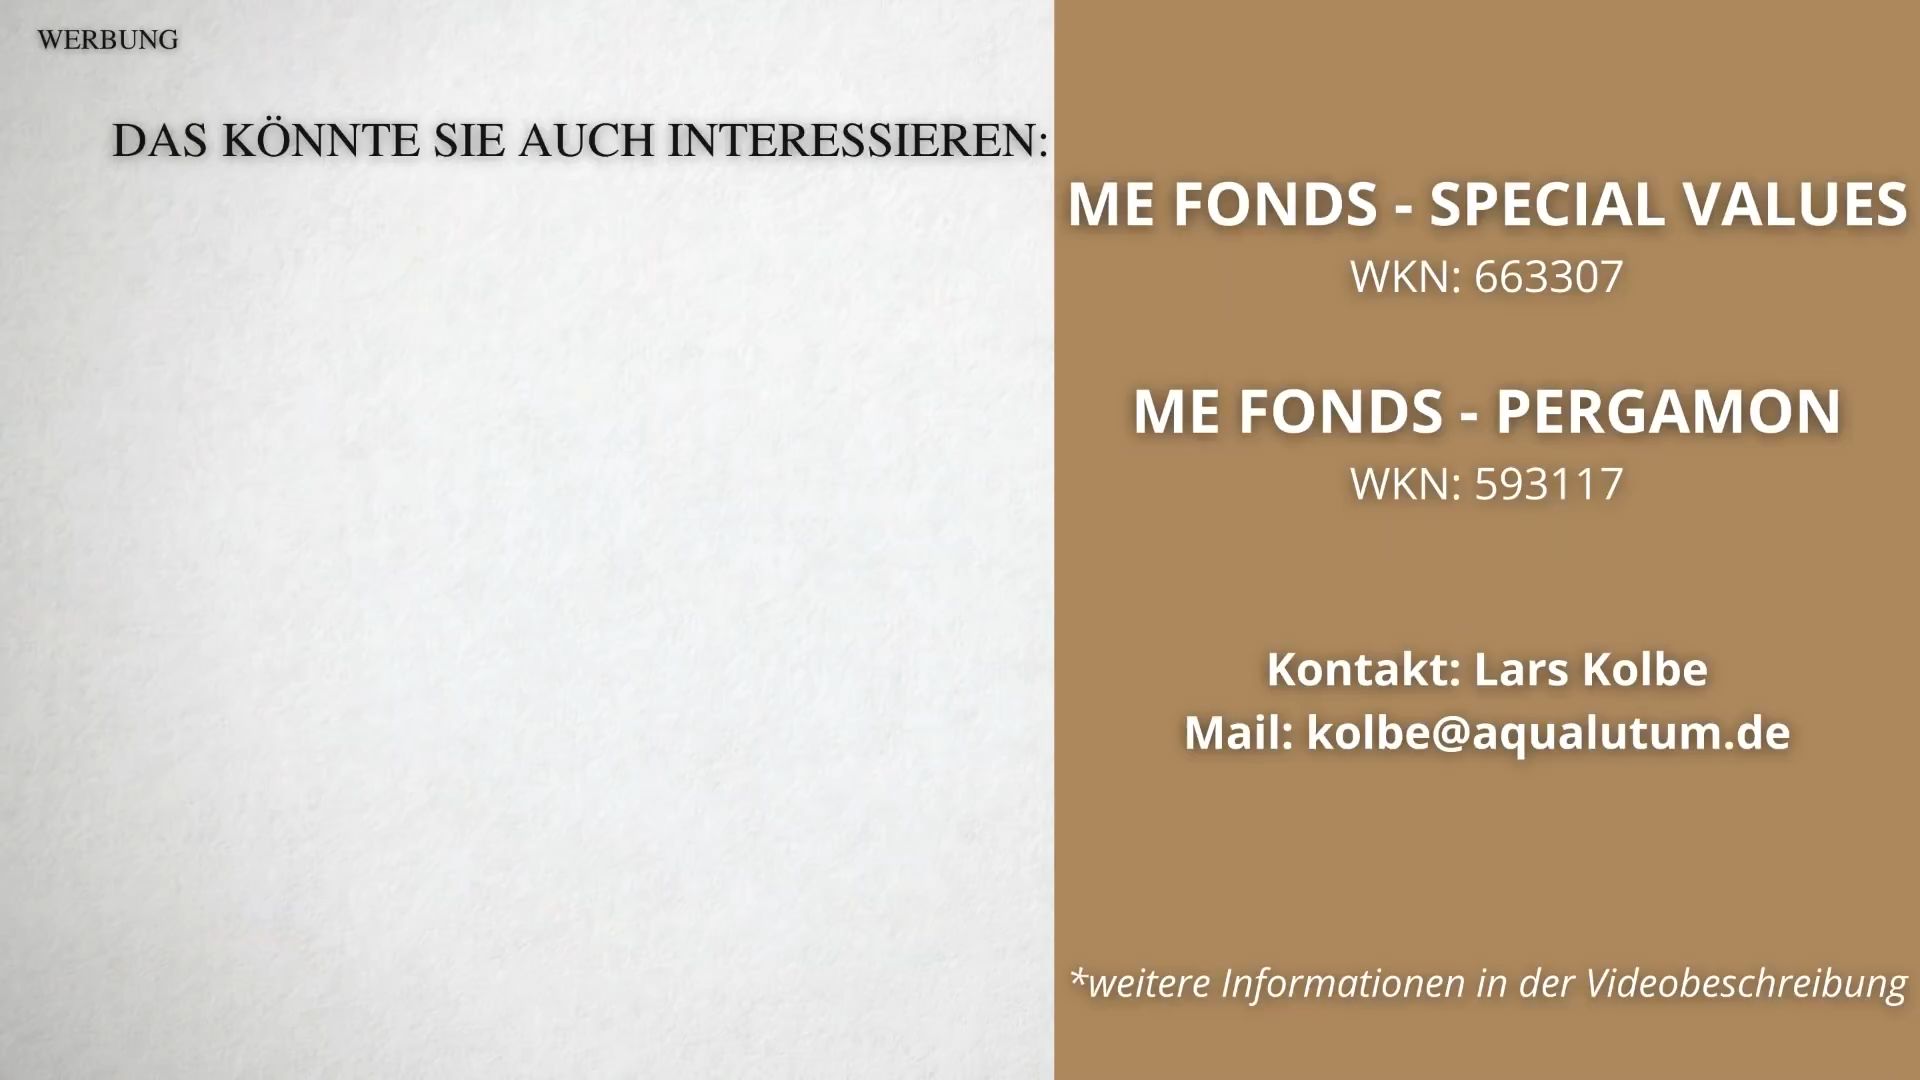 WERBUNG
DAS KÖNNTE SIE AUCH INTERESSIEREN:
ME FONDS - SPECIAL VALUES
WKN: 663307
ME FONDS - PERGAMON
WKN: 593117
Kontakt: Lars Kolbe
Mail: kolbe@aqualutum.de
*weitere Informationen in der Videobeschreibung